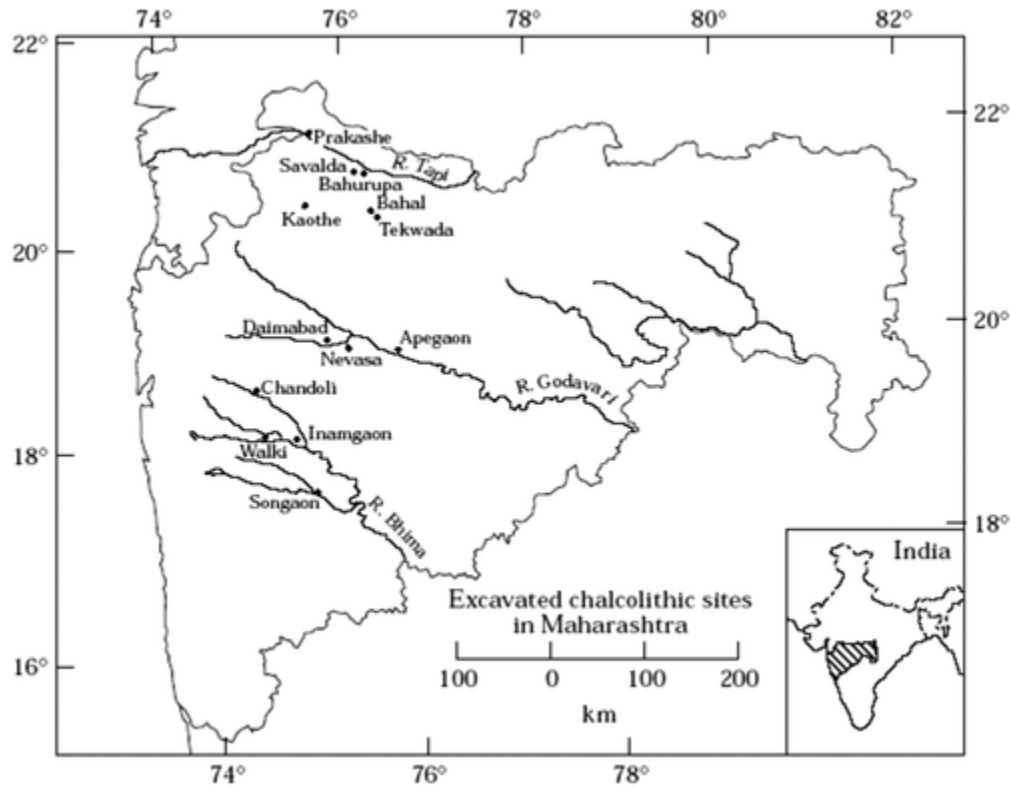 74° 76° 78° 80° 82°
22°
22°
Prakashe
R. Tapi
Savalda
Bahurupa
Bahal
Kaothe
Tekwada
20°
20°
Daimabad
Apegaon
Nevasa
Chandoli
R. Godavari
Inamgaon
Walki
18°
Songaon
R. Bhima
18°
India
Excavated chalcolithic sites
in Maharashtra
16°
100 0 100 200
km
74° 76° 78°